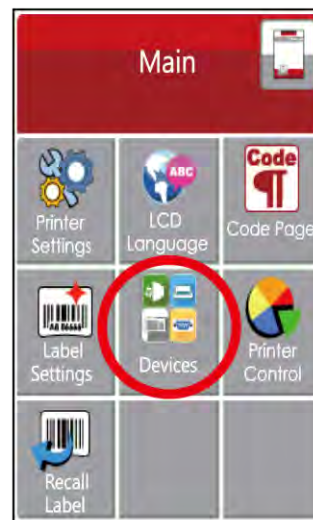 Main
ABC
Code
Printer
Settings
LCD
Language
Code Page
Label
Settings
Devices
Printer
Control
Recall
Label